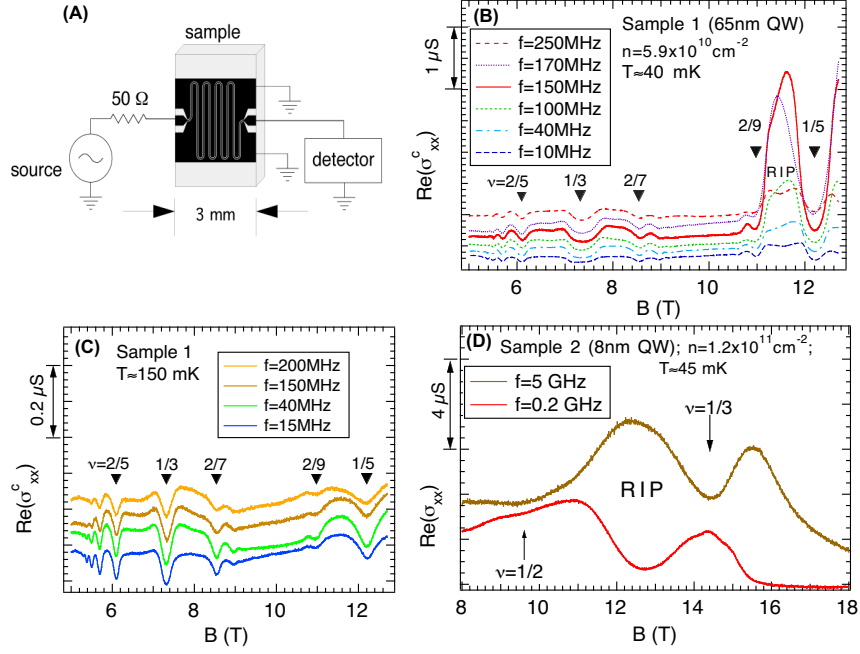 (A)
sample
50 Ω
source
detector
3 mm
(B)
Sample 1 (65nm QW)
n=5.9x10^10 cm^-2
T≈40 mK
1 µS
f=250MHz
f=170MHz
f=150MHz
f=100MHz
f=40MHz
f=10MHz
2/9
1/5
RIP
ν=2/5
1/3
2/7
Re(σ^c_xx)
6
8
10
12
B (T)
(C)
Sample 1
T≈150 mK
0.2 µS
f=200MHz
f=150MHz
f=40MHz
f=15MHz
ν=2/5
1/3
2/7
2/9
1/5
Re(σ^c_xx)
6
8
10
12
B (T)
(D)
Sample 2 (8nm QW); n=1.2x10^11cm^-2;
T≈45 mK
4 µS
f=5 GHz
f=0.2 GHz
ν=1/3
RIP
ν=1/2
Re(σ_xx)
8
10
12
14
16
18
B (T)